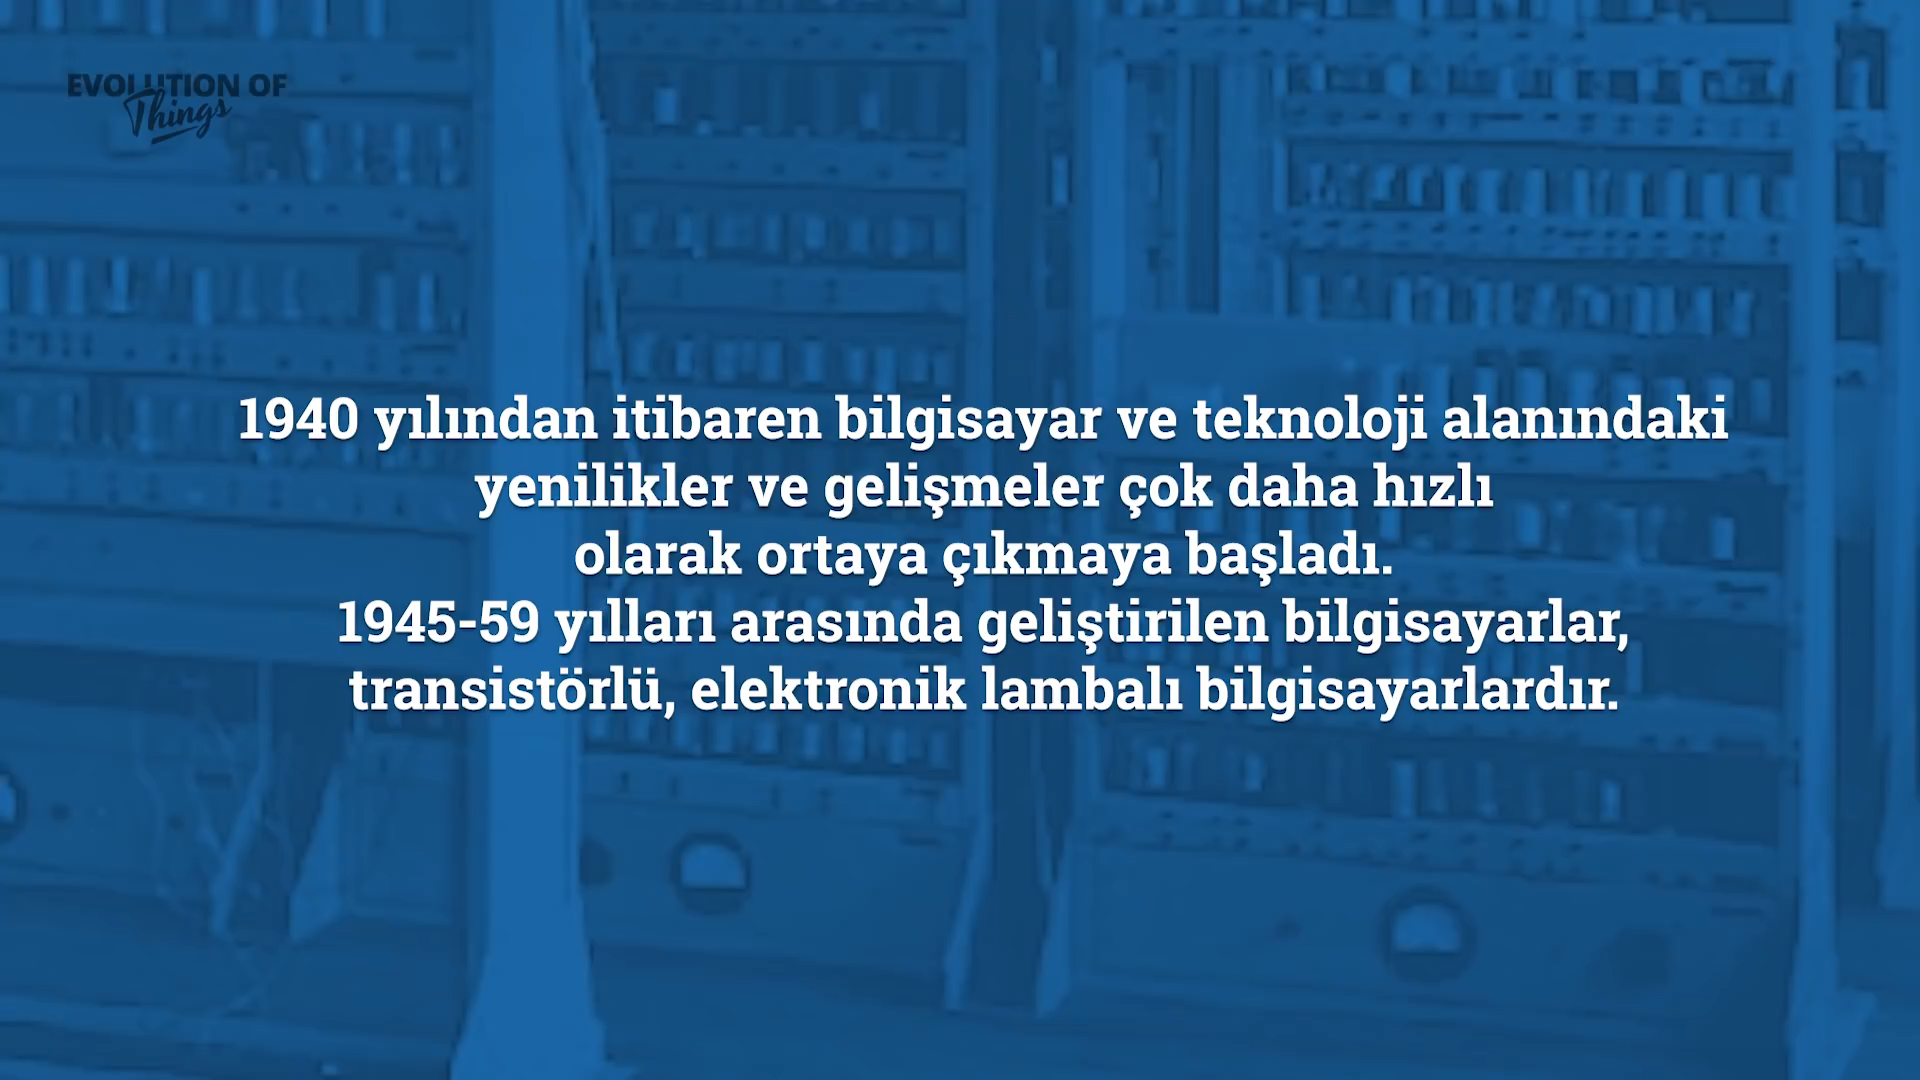 EVOLUTION OF
Things
1940 yılından itibaren bilgisayar ve teknoloji alanındaki
yenilikler ve gelişmeler çok daha hızlı
olarak ortaya çıkmaya başladı.
1945-59 yılları arasında geliştirilen bilgisayarlar,
transistörlü, elektronik lambalı bilgisayarlardır.